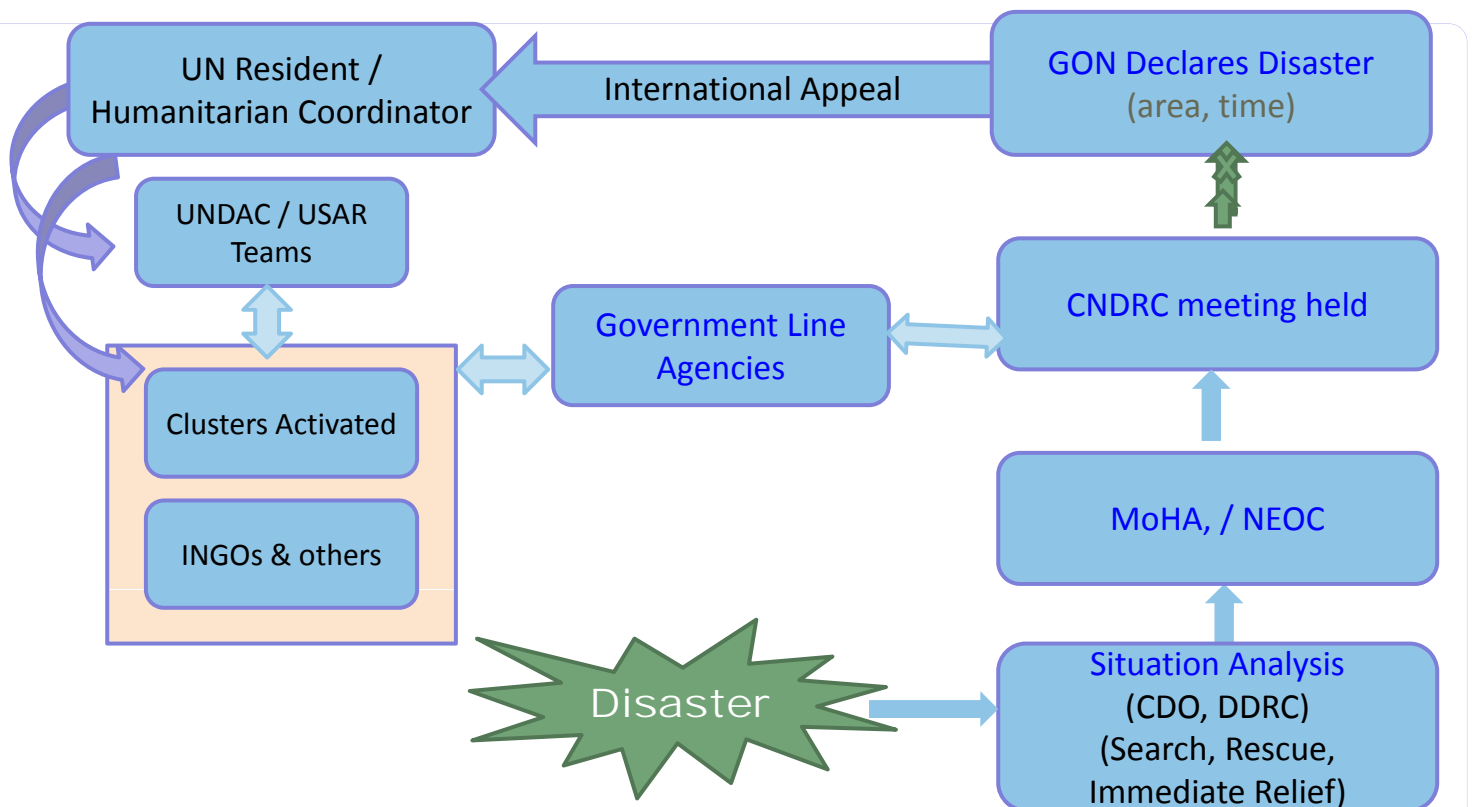 UN Resident /
Humanitarian Coordinator
International Appeal
GON Declares Disaster
(area, time)
UNDAC / USAR
Teams
Government Line
Agencies
CNDRC meeting held
Clusters Activated
INGOs & others
MoHA, / NEOC
Disaster
Situation Analysis
(CDO, DDRC)
(Search, Rescue,
Immediate Relief)